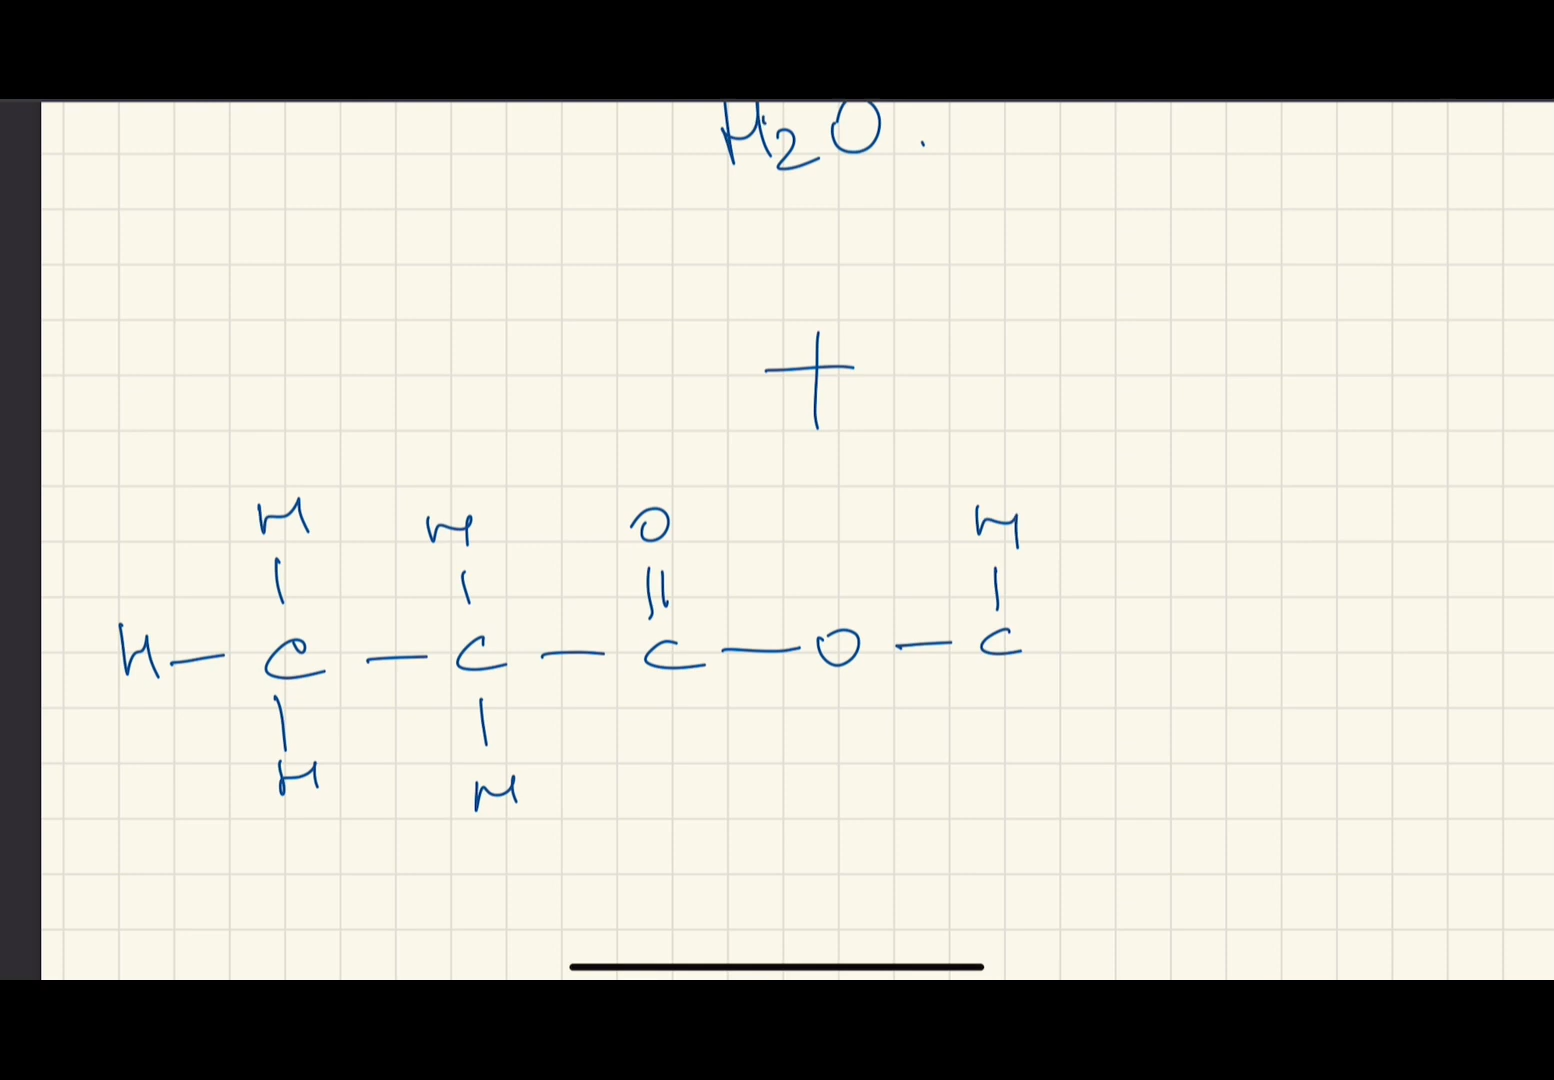 H₂O.
+
H H O H
| | || |
H — C — C — C — O — C
| |
H H